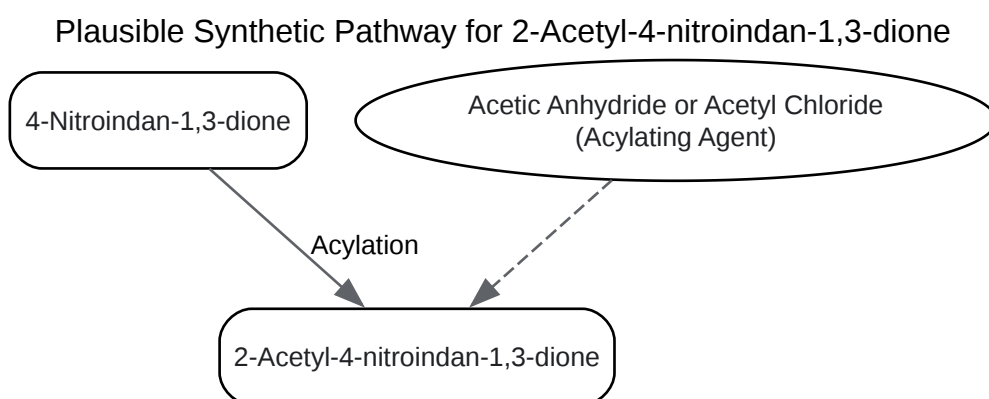 Plausible Synthetic Pathway for 2-Acetyl-4-nitroindan-1,3-dione
4-Nitroindan-1,3-dione
Acetic Anhydride or Acetyl Chloride
(Acylating Agent)
Acylation
2-Acetyl-4-nitroindan-1,3-dione